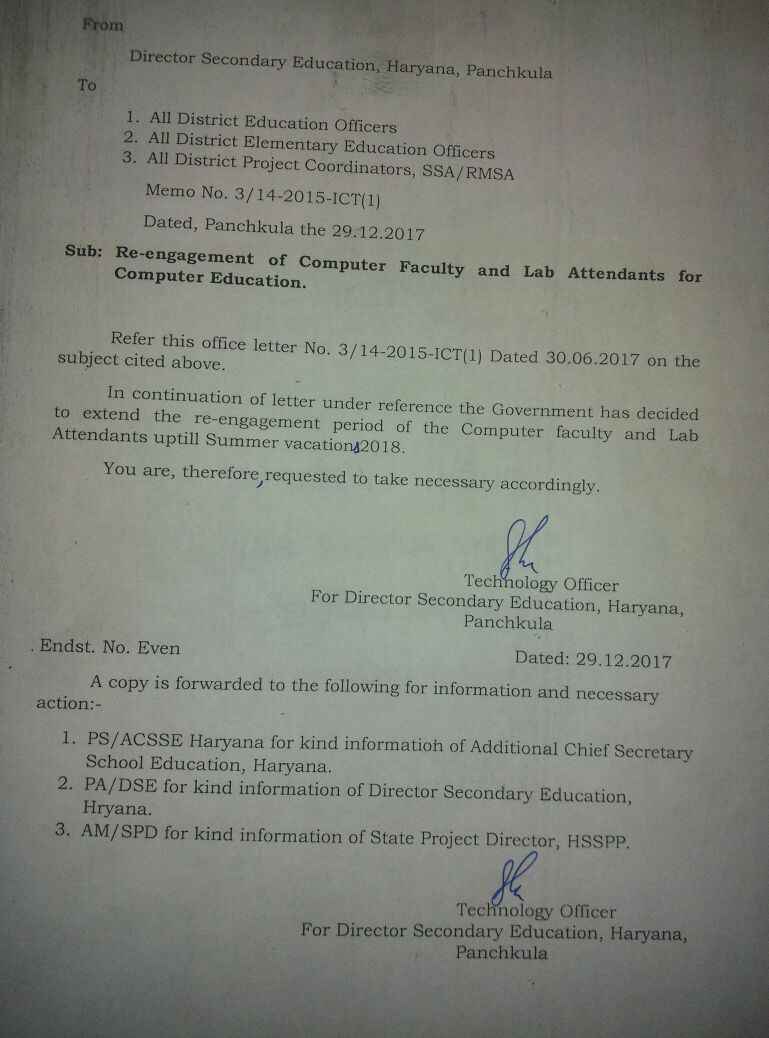 From
Director Secondary Education, Haryana, Panchkula
To
1. All District Education Officers
2. All District Elementary Education Officers
3. All District Project Coordinators, SSA/RMSA
Memo No. 3/14-2015-ICT(1)
Dated, Panchkula the 29.12.2017
Sub: Re-engagement of Computer Faculty and Lab Attendants for
Computer Education.
Refer this office letter No. 3/14-2015-ICT(1) Dated 30.06.2017 on the
subject cited above.
In continuation of letter under reference the Government has decided
to extend the re-engagement period of the Computer faculty and Lab
Attendants uptill Summer vacations2018.
You are, therefore,requested to take necessary accordingly.
Technology Officer
For Director Secondary Education, Haryana,
Panchkula
Endst. No. Even Dated: 29.12.2017
A copy is forwarded to the following for information and necessary
action:-
1. PS/ACSSE Haryana for kind information of Additional Chief Secretary
School Education, Haryana.
2. PA/DSE for kind information of Director Secondary Education,
Hryana.
3. AM/SPD for kind information of State Project Director, HSSPP.
Technology Officer
For Director Secondary Education, Haryana,
Panchkula